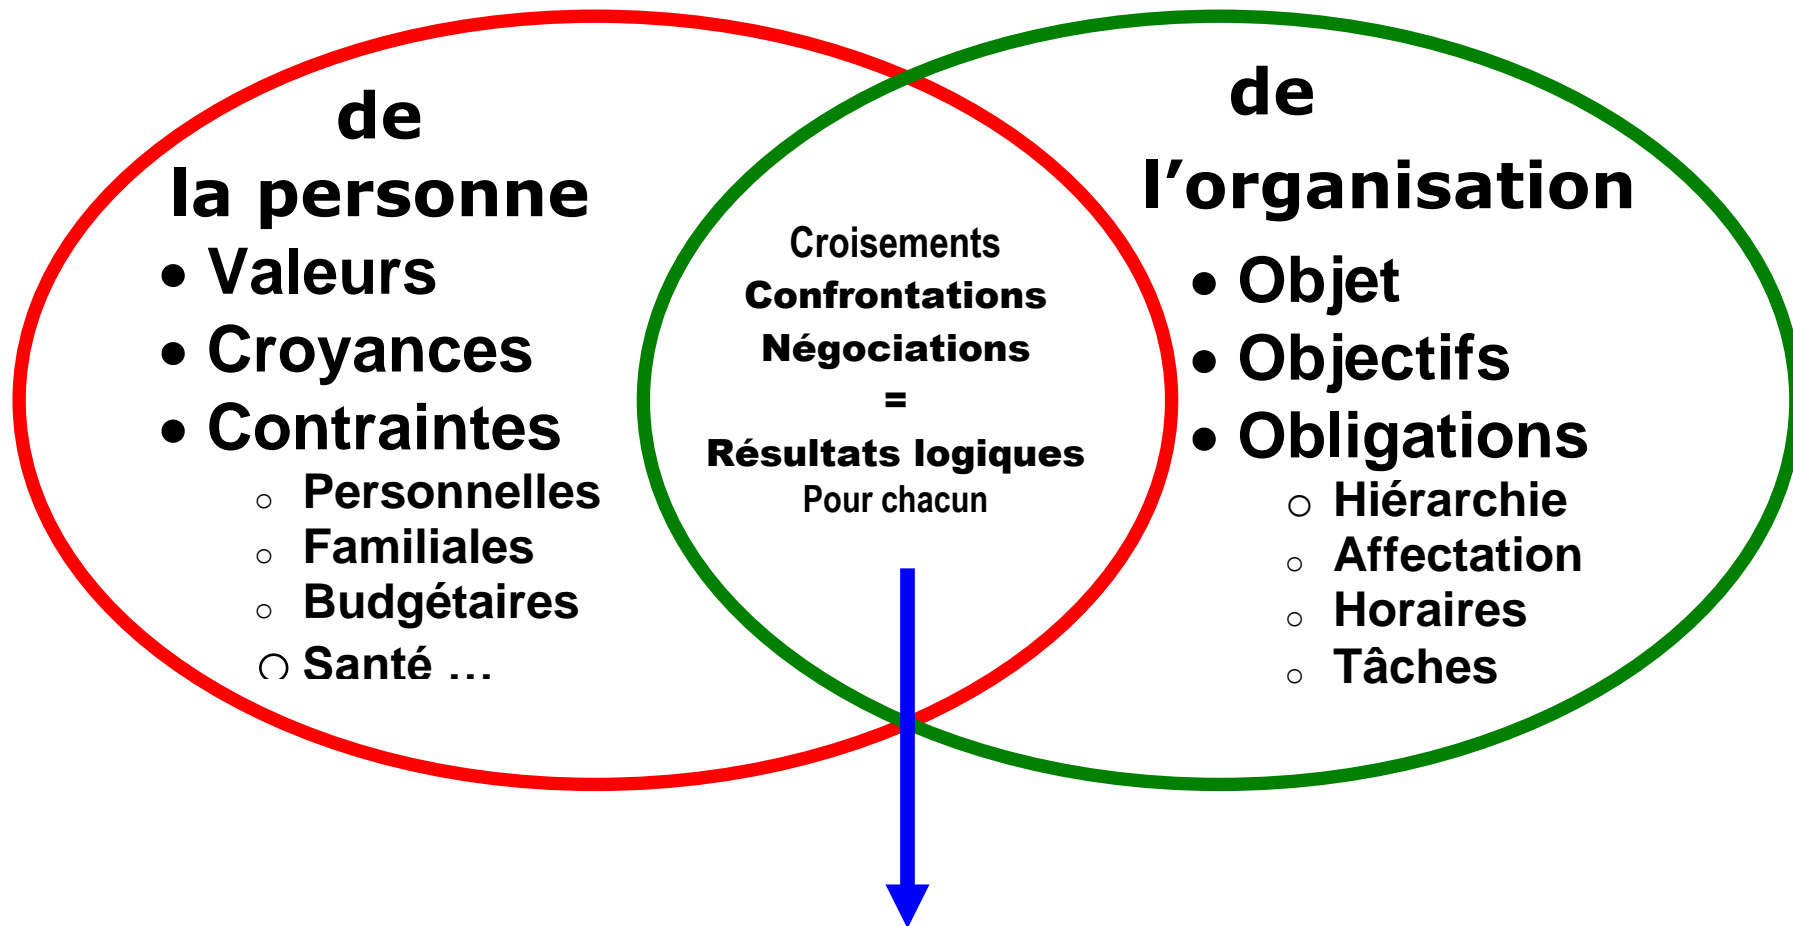 de
la personne
• Valeurs
• Croyances
• Contraintes
o Personnelles
o Familiales
o Budgétaires
o Santé …
Croisements
Confrontations
Négociations
=
Résultats logiques
Pour chacun
de
l’organisation
• Objet
• Objectifs
• Obligations
o Hiérarchie
o Affectation
o Horaires
o Tâches